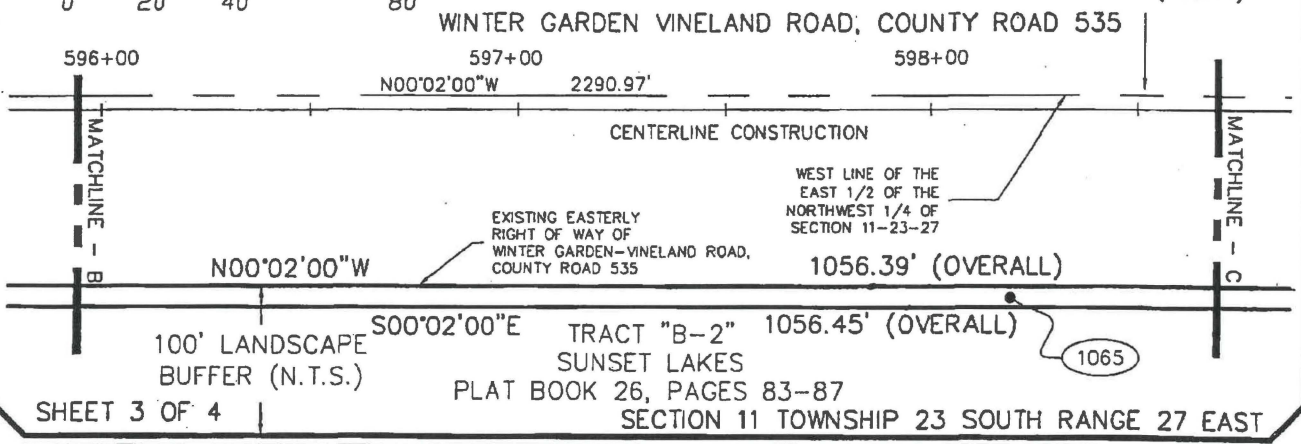 0 20 40 80
WINTER GARDEN VINELAND ROAD, COUNTY ROAD 535
596+00 597+00 598+00
N00°02'00"W 2290.97'
CENTERLINE CONSTRUCTION
MATCHLINE - B
MATCHLINE - C
WEST LINE OF THE
EAST 1/2 OF THE
NORTHWEST 1/4 OF
SECTION 11-23-27
EXISTING EASTERLY
RIGHT OF WAY OF
WINTER GARDEN-VINELAND ROAD,
COUNTY ROAD 535
N00°02'00"W 1056.39' (OVERALL)
S00°02'00"E 1056.45' (OVERALL)
TRACT "B-2"
SUNSET LAKES
PLAT BOOK 26, PAGES 83-87
100' LANDSCAPE
BUFFER (N.T.S.)
1065
SHEET 3 OF 4
SECTION 11 TOWNSHIP 23 SOUTH RANGE 27 EAST